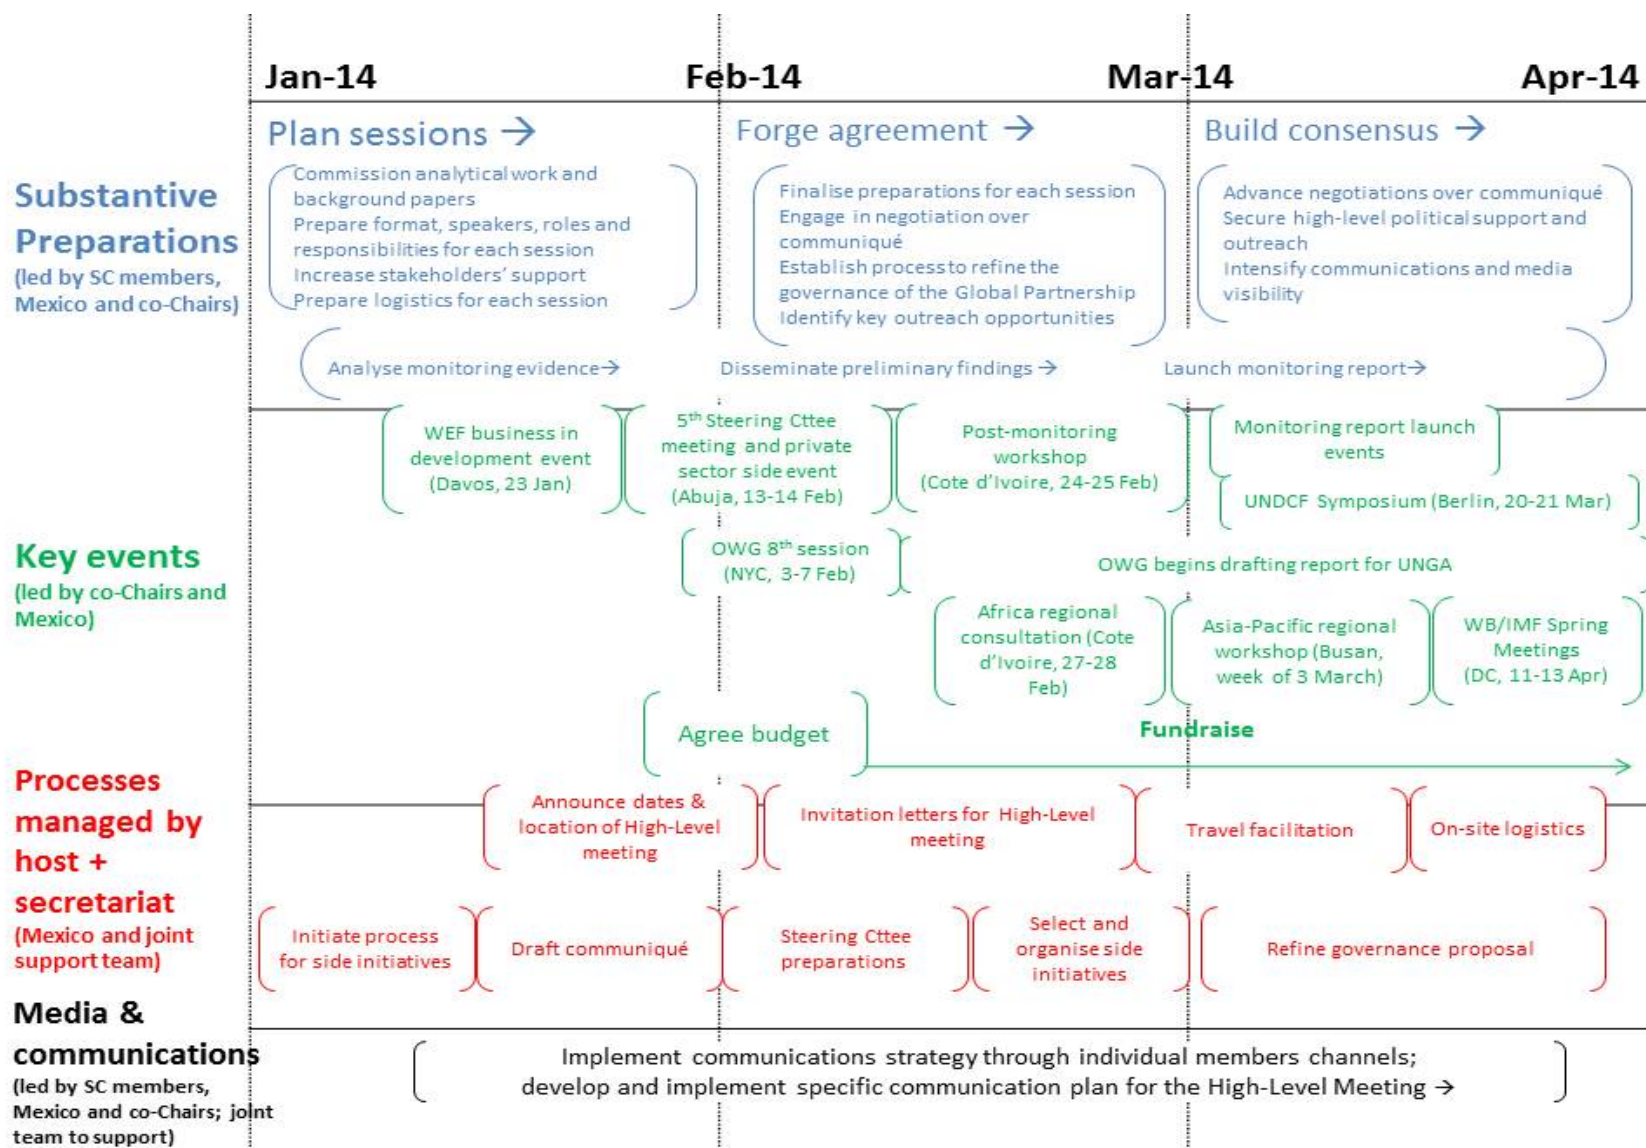 Jan-14
Feb-14
Mar-14
Apr-14
Substantive
Preparations
(led by SC members,
Mexico and co-Chairs)
Plan sessions →
Commission analytical work and
background papers
Prepare format, speakers, roles and
responsibilities for each session
Increase stakeholders’ support
Prepare logistics for each session
Forge agreement →
Finalise preparations for each session
Engage in negotiation over
communiqué
Establish process to refine the
governance of the Global Partnership
Identify key outreach opportunities
Build consensus →
Advance negotiations over communiqué
Secure high-level political support and
outreach
Intensify communications and media
visibility
Analyse monitoring evidence→
Disseminate preliminary findings →
Launch monitoring report→
Key events
(led by co-Chairs and
Mexico)
WEF business in
development event
(Davos, 23 Jan)
5th Steering Cttee
meeting and private
sector side event
(Abuja, 13-14 Feb)
Post-monitoring
workshop
(Cote d’Ivoire, 24-25 Feb)
Monitoring report launch
events
UNDCF Symposium (Berlin, 20-21 Mar)
OWG 8th session
(NYC, 3-7 Feb)
OWG begins drafting report for UNGA
Africa regional
consultation (Cote
d’Ivoire, 27-28
Feb)
Asia-Pacific regional
workshop (Busan,
week of 3 March)
WB/IMF Spring
Meetings
(DC, 11-13 Apr)
Agree budget
Fundraise
Processes
managed by
host +
secretariat
(Mexico and joint
support team)
Announce dates &
location of High-Level
meeting
Invitation letters for High-Level
meeting
Travel facilitation
On-site logistics
Initiate process
for side initiatives
Draft communiqué
Steering Cttee
preparations
Select and
organise side
initiatives
Refine governance proposal
Media &
communications
(led by SC members,
Mexico and co-Chairs; joint
team to support)
Implement communications strategy through individual members channels;
develop and implement specific communication plan for the High-Level Meeting →